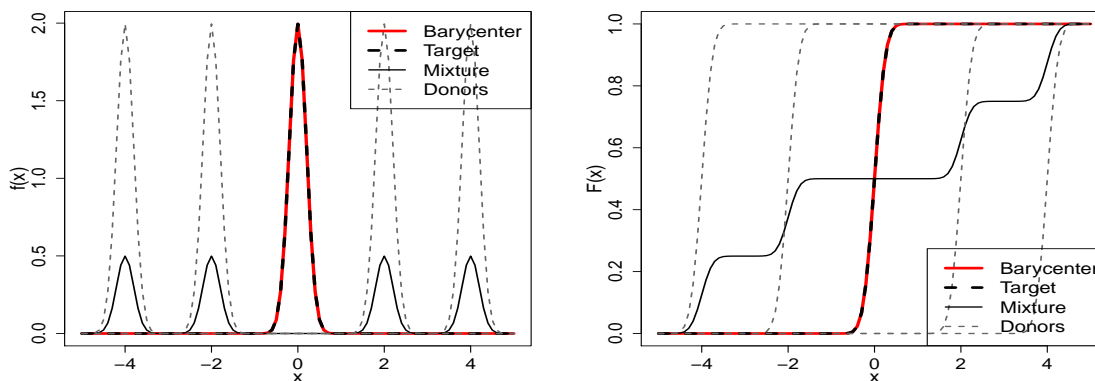 f(x)
2.0
1.5
1.0
0.5
0.0
−4
−2
0
2
4
x
Barycenter
Target
Mixture
Donors
F(x)
1.0
0.8
0.6
0.4
0.2
0.0
−4
−2
0
2
4
x
Barycenter
Target
Mixture
Donors